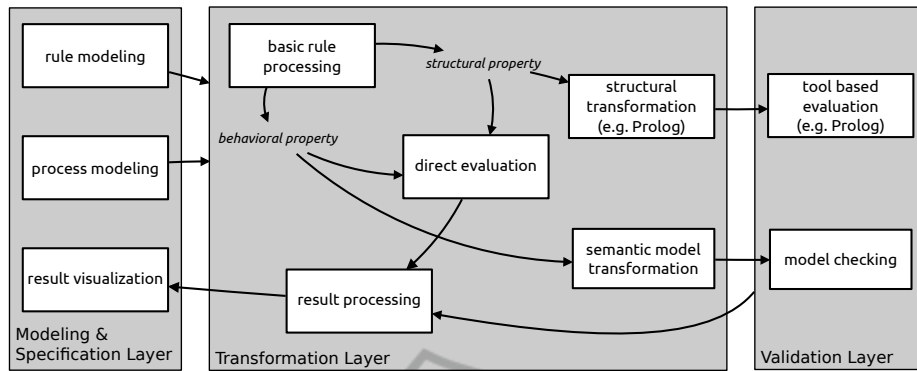 rule modeling
process modeling
result visualization
Modeling &
Specification Layer
basic rule
processing
structural property
behavioral property
structural
transformation
(e.g. Prolog)
direct evaluation
semantic model
transformation
result processing
Transformation Layer
tool based
evaluation
(e.g. Prolog)
model checking
Validation Layer